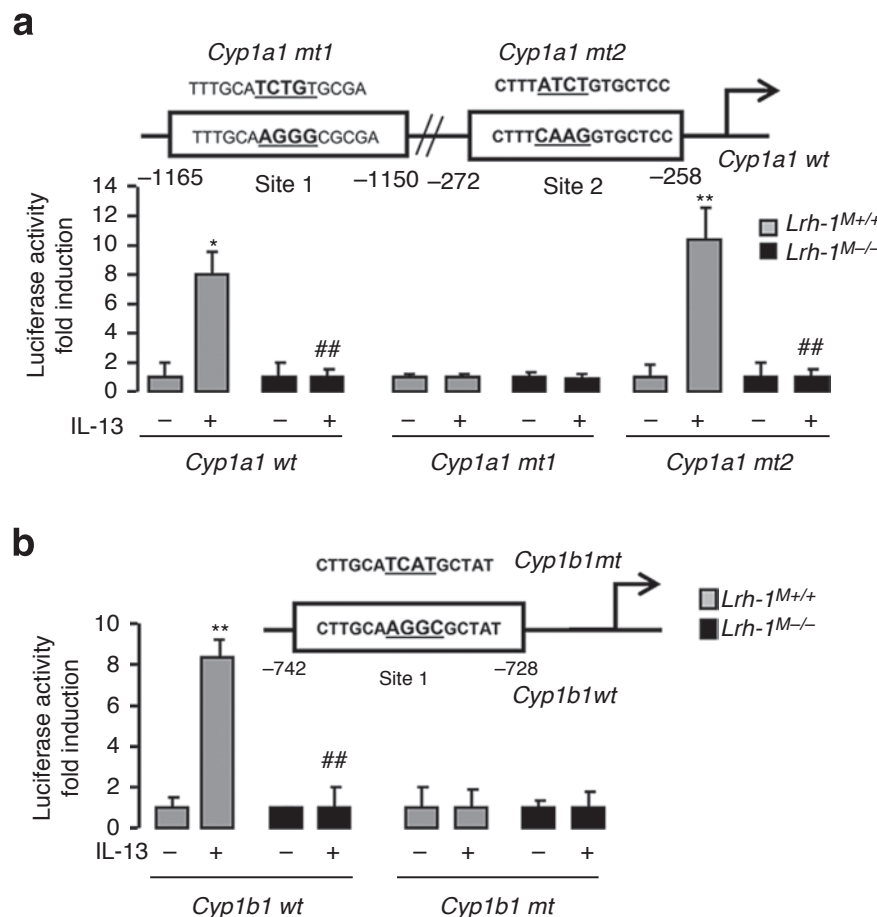 a
Cyp1a1 mt1 Cyp1a1 mt2
TTTGCATCTGTGCGA CTTTATCTGTGCTCC
TTTGCAAGGGCGCGA CTTTCAAGGTGCTCC
Cyp1a1 wt
–1165 Site 1 –1150 –272 Site 2 –258
Luciferase activity
fold induction
14
12
10
8
6
4
2
0
* ## ** ##
Lrh-1M+/+
Lrh-1M–/–
IL-13 – + – + – + – + – + – +
Cyp1a1 wt Cyp1a1 mt1 Cyp1a1 mt2
b
CTTGCATCATGCTAT Cyp1b1mt
CTTGCAAGGCGCTAT
–742 Site 1 –728
Cyp1b1wt
Lrh-1M+/+
Lrh-1M–/–
Luciferase activity
fold induction
10
8
6
4
2
0
** ##
IL-13 – + – + – + – +
Cyp1b1 wt Cyp1b1 mt